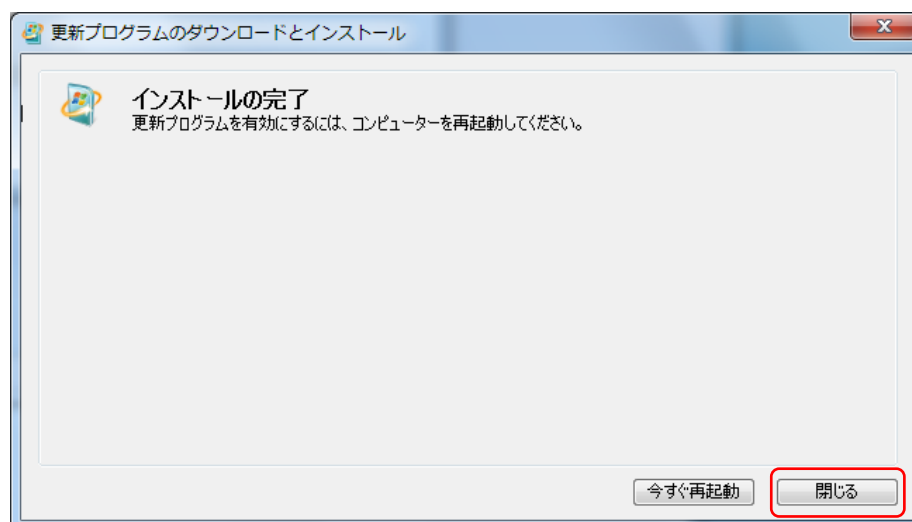 更新プログラムのダウンロードとインストール
インストールの完了
更新プログラムを有効にするには、コンピューターを再起動してください。
今すぐ再起動
閉じる